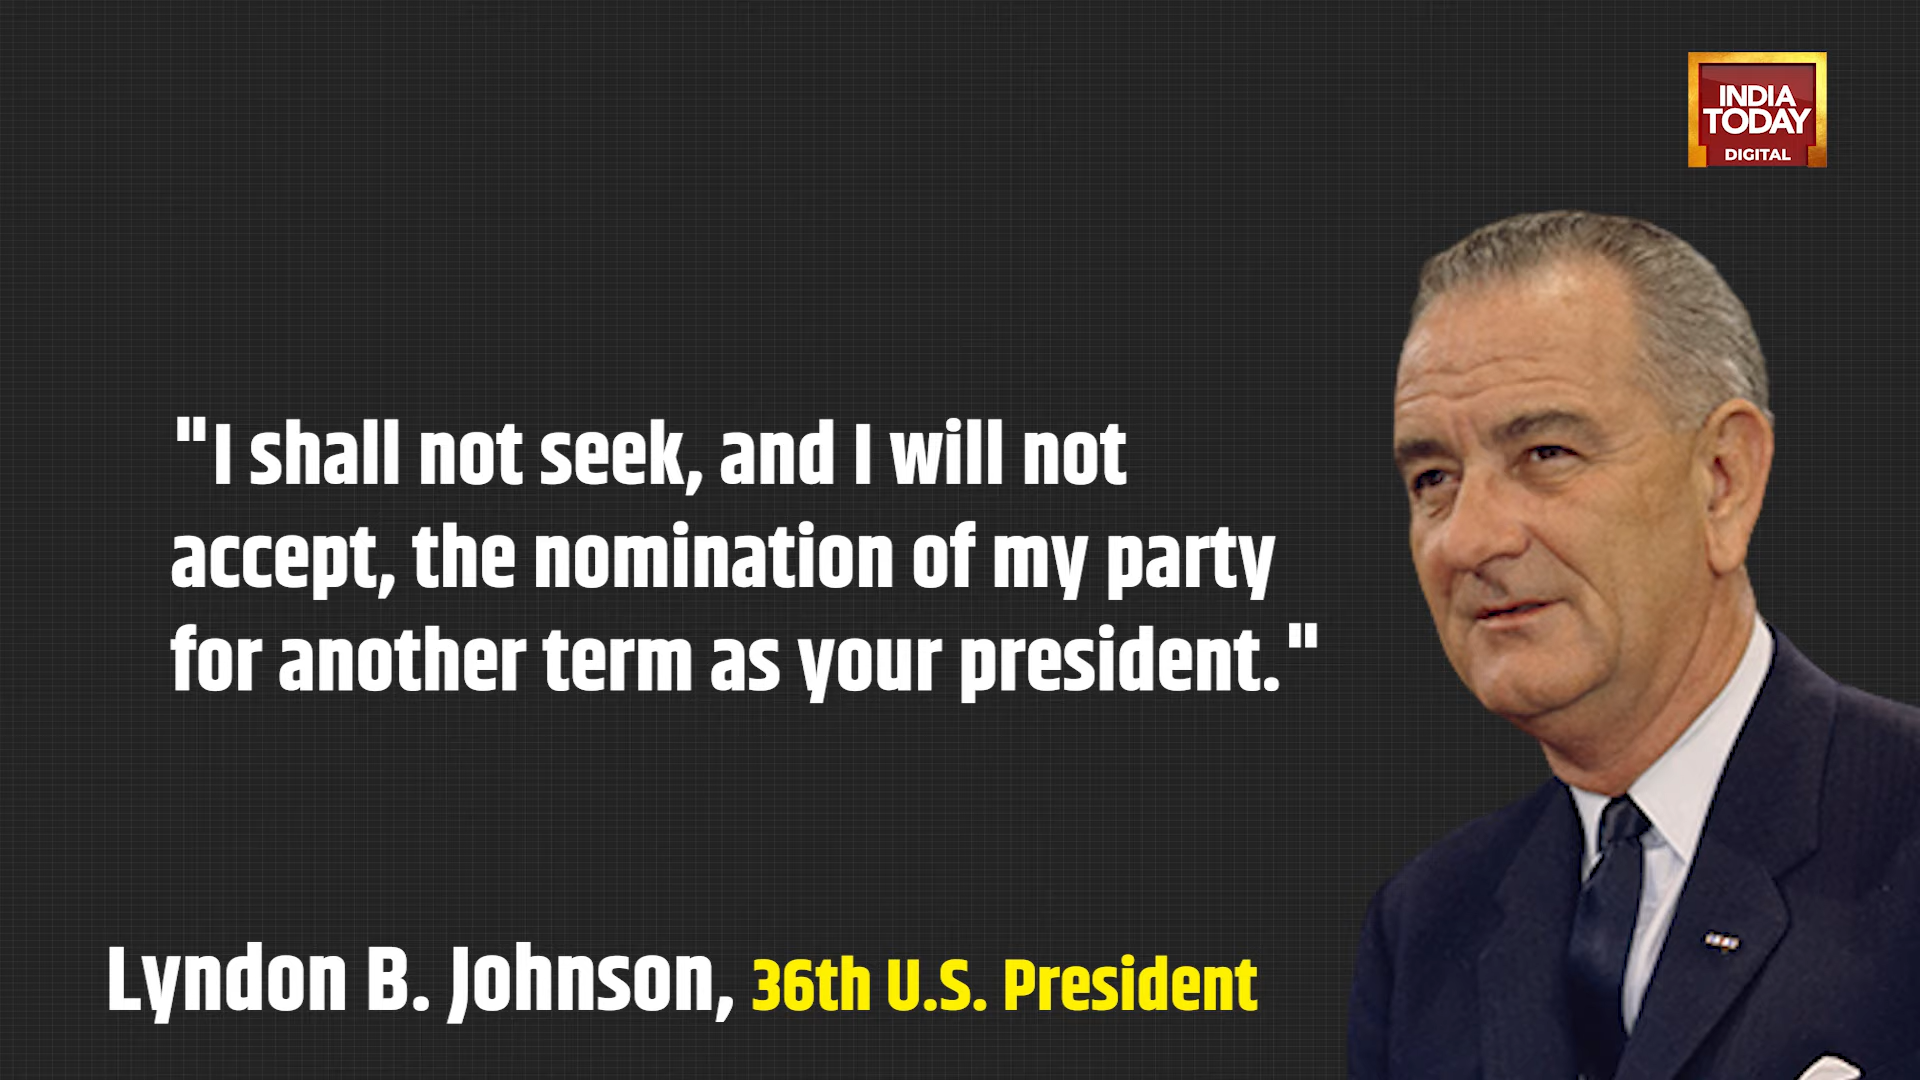 INDIA
TODAY
DIGITAL
"I shall not seek, and I will not
accept, the nomination of my party
for another term as your president."
Lyndon B. Johnson, 36th U.S. President